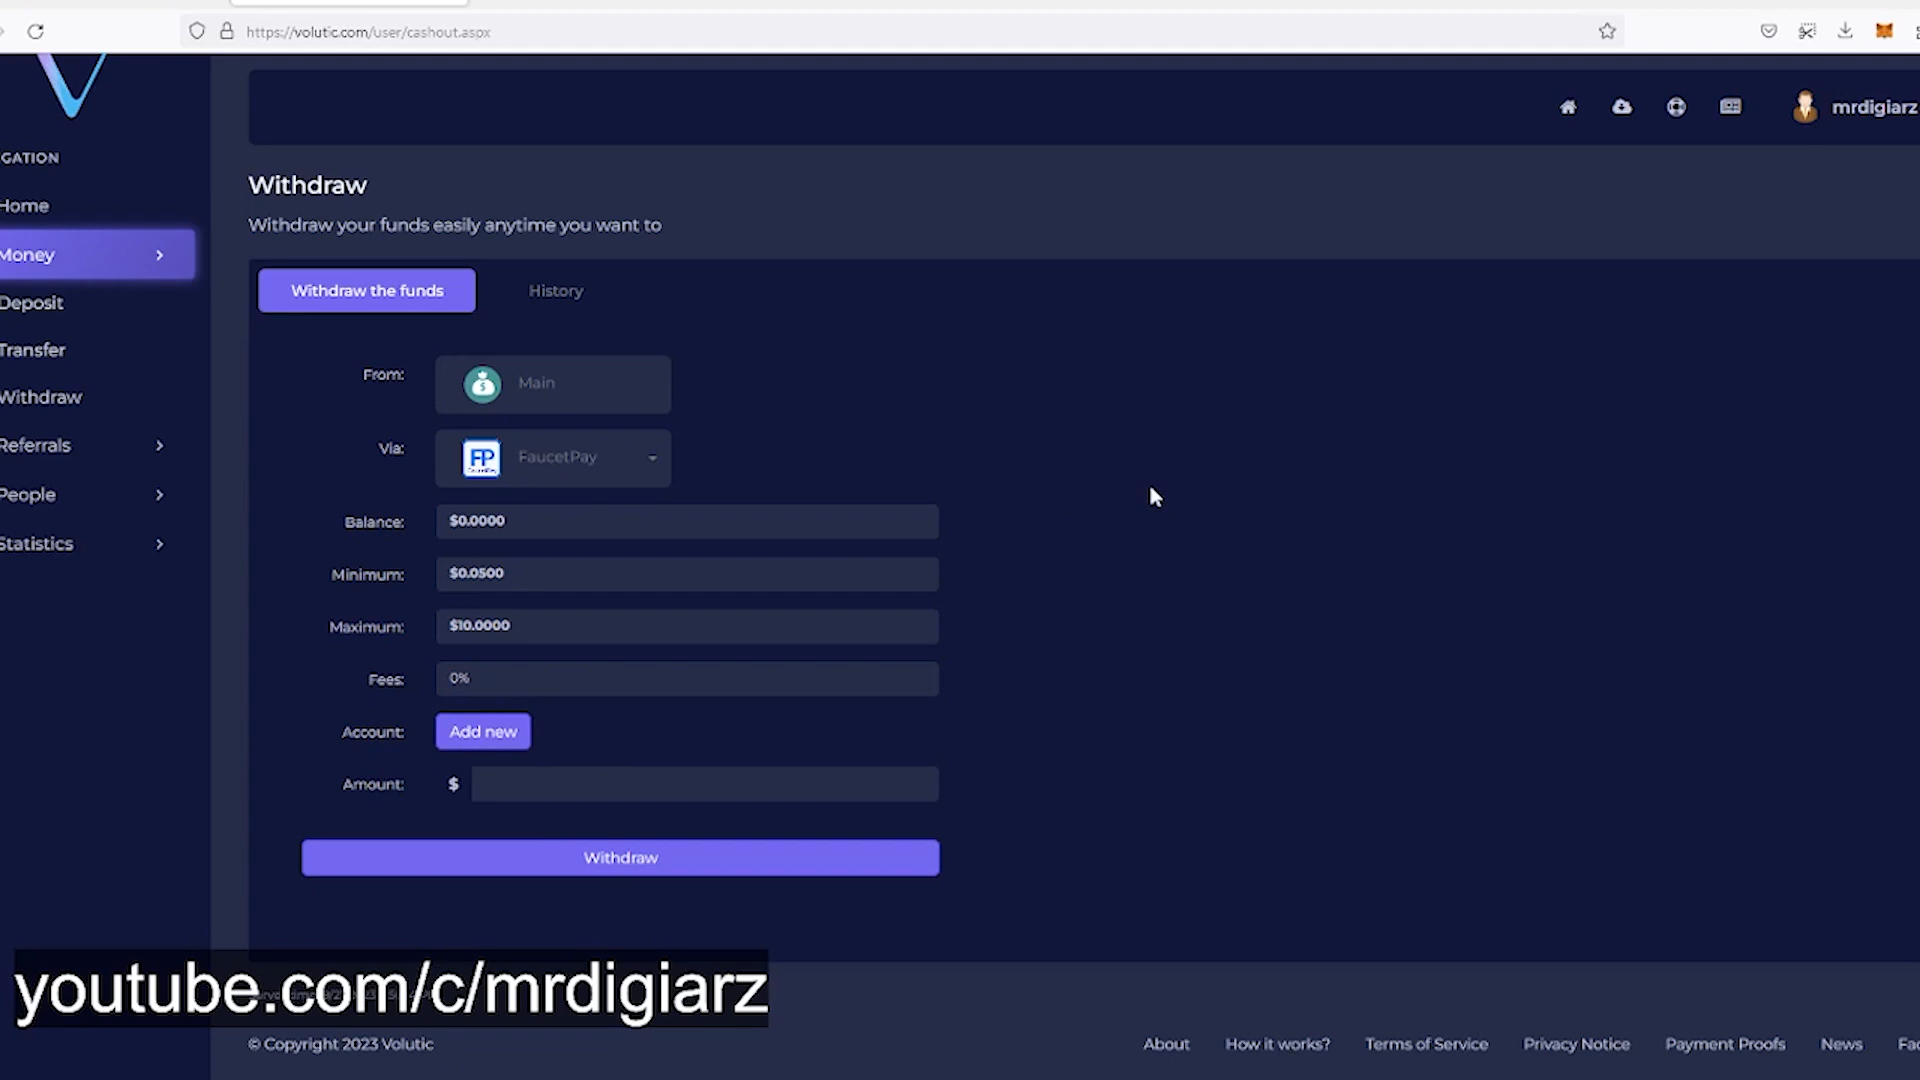 https://volutic.com/user/cashout.aspx
mrdigiarz
GATION
Home
Money
Deposit
Transfer
Withdraw
Referrals
People
Statistics
Withdraw
Withdraw your funds easily anytime you want to
Withdraw the funds
History
From:
Main
Via:
FP
FaucetPay
Balance:
$0.0000
Minimum:
$0.0500
Maximum:
$10.0000
Fees:
0%
Account:
Add new
Amount:
$
Withdraw
youtube.com/c/mrdigiarz
© Copyright 2023 Volutic
About
How it works?
Terms of Service
Privacy Notice
Payment Proofs
News